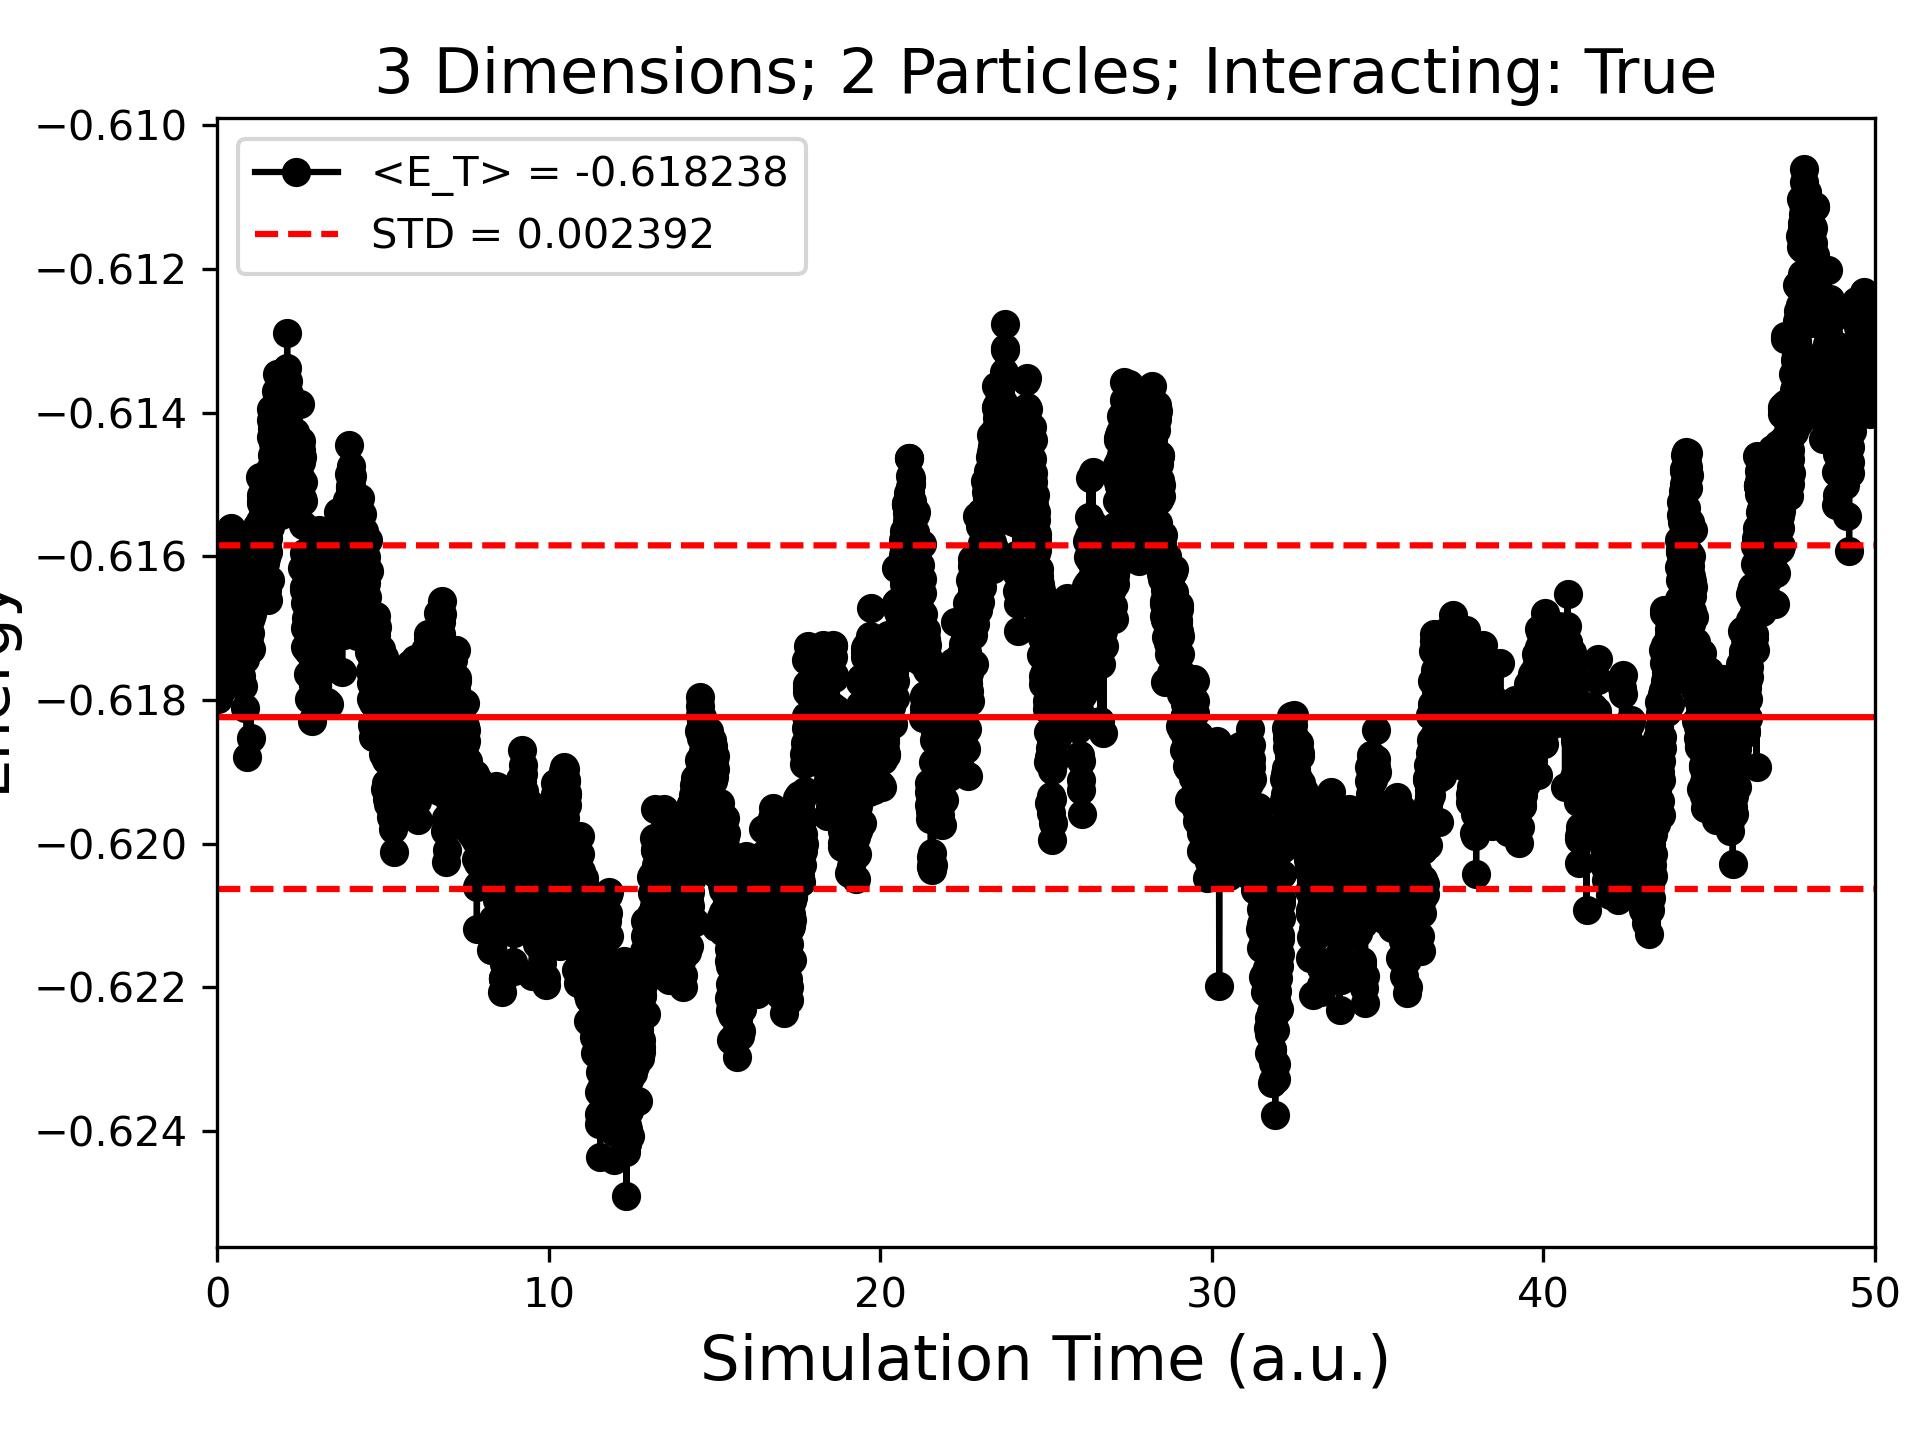 3 Dimensions; 2 Particles; Interacting: True
<E_T> = -0.618238
STD = 0.002392
−0.610
−0.612
−0.614
−0.616
−0.618
−0.620
−0.622
−0.624
Energy
0 10 20 30 40 50
Simulation Time (a.u.)